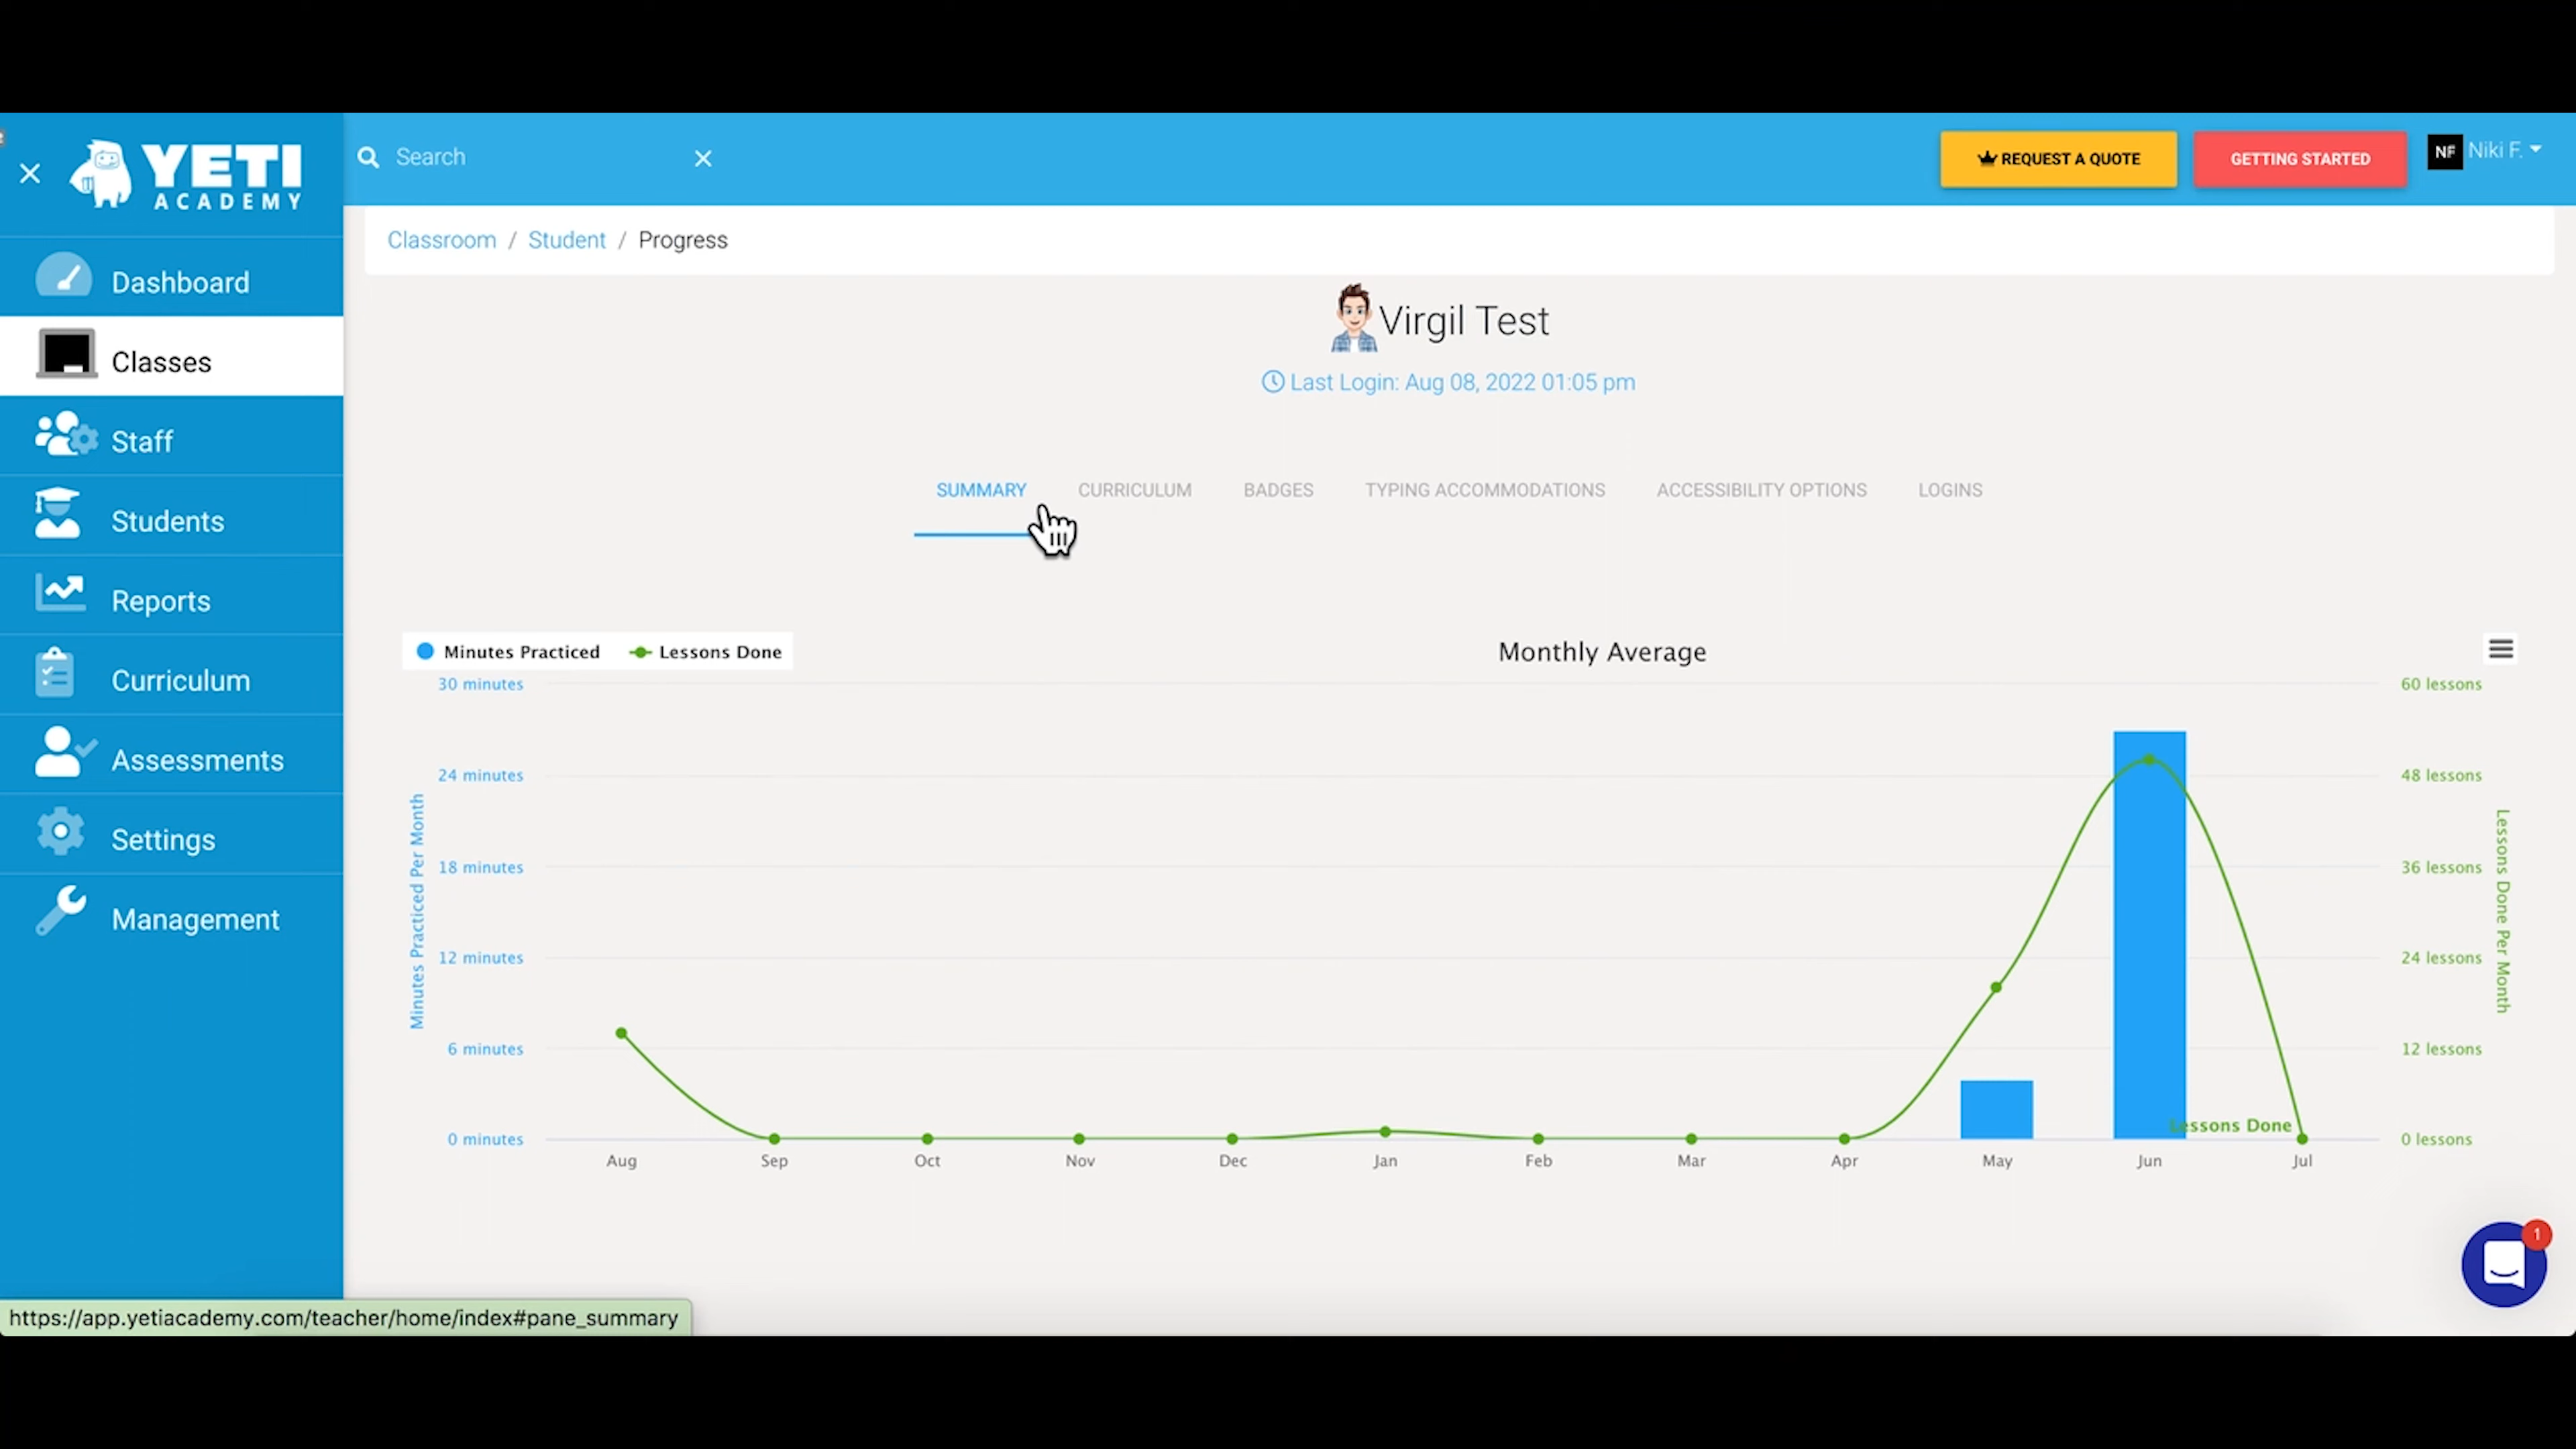 YETI
ACADEMY
Search
REQUEST A QUOTE
GETTING STARTED
NF
Niki F.
Dashboard
Classes
Staff
Students
Reports
Curriculum
Assessments
Settings
Management
Classroom / Student / Progress
Virgil Test
Last Login: Aug 08, 2022 01:05 pm
SUMMARY
CURRICULUM
BADGES
TYPING ACCOMMODATIONS
ACCESSIBILITY OPTIONS
LOGINS
Minutes Practiced
Lessons Done
Monthly Average
30 minutes
24 minutes
18 minutes
12 minutes
6 minutes
0 minutes
Minutes Practiced Per Month
60 lessons
48 lessons
36 lessons
24 lessons
12 lessons
0 lessons
Lessons Done Per Month
Lessons Done
Aug
Sep
Oct
Nov
Dec
Jan
Feb
Mar
Apr
May
Jun
Jul
1
https://app.yetiacademy.com/teacher/home/index#pane_summary